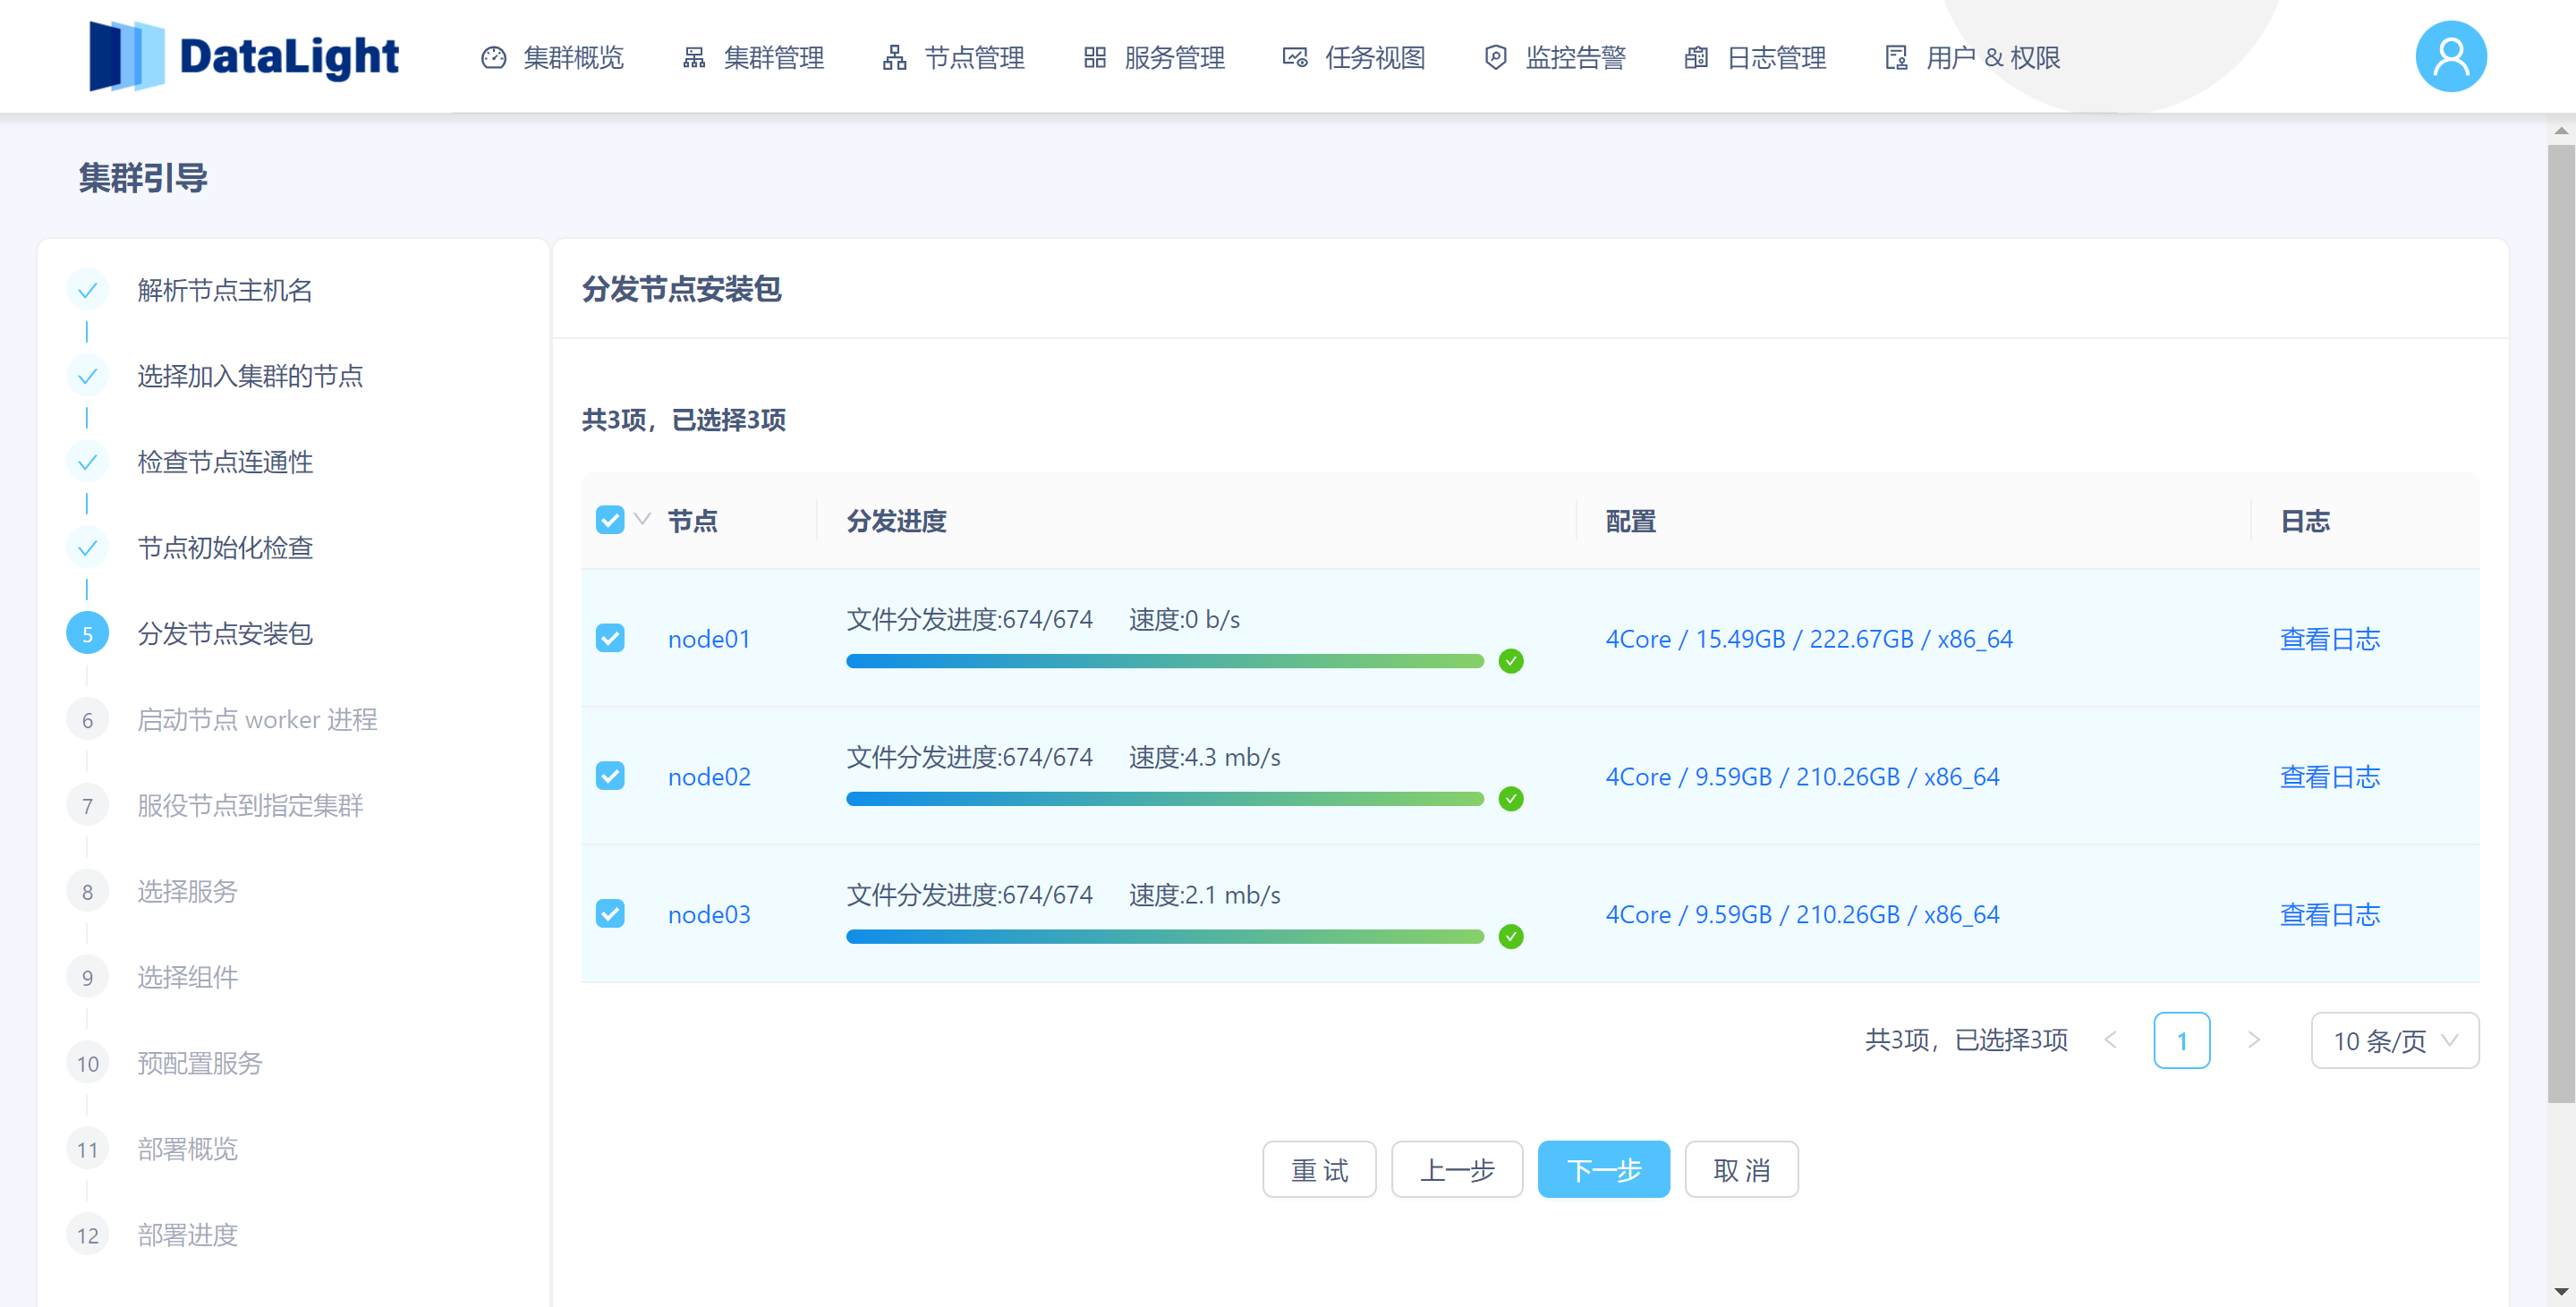 DataLight
集群概览
集群管理
节点管理
服务管理
任务视图
监控告警
日志管理
用户 & 权限
集群引导
解析节点主机名
选择加入集群的节点
检查节点连通性
节点初始化检查
5 分发节点安装包
6 启动节点 worker 进程
7 服役节点到指定集群
8 选择服务
9 选择组件
10 预配置服务
11 部署概览
12 部署进度
分发节点安装包
共3项，已选择3项
节点 分发进度 配置 日志
文件分发进度:674/674 速度:0 b/s
node01 4Core / 15.49GB / 222.67GB / x86_64 查看日志
文件分发进度:674/674 速度:4.3 mb/s
node02 4Core / 9.59GB / 210.26GB / x86_64 查看日志
文件分发进度:674/674 速度:2.1 mb/s
node03 4Core / 9.59GB / 210.26GB / x86_64 查看日志
共3项，已选择3项 < 1 > 10 条/页
重 试 上一步 下一步 取 消